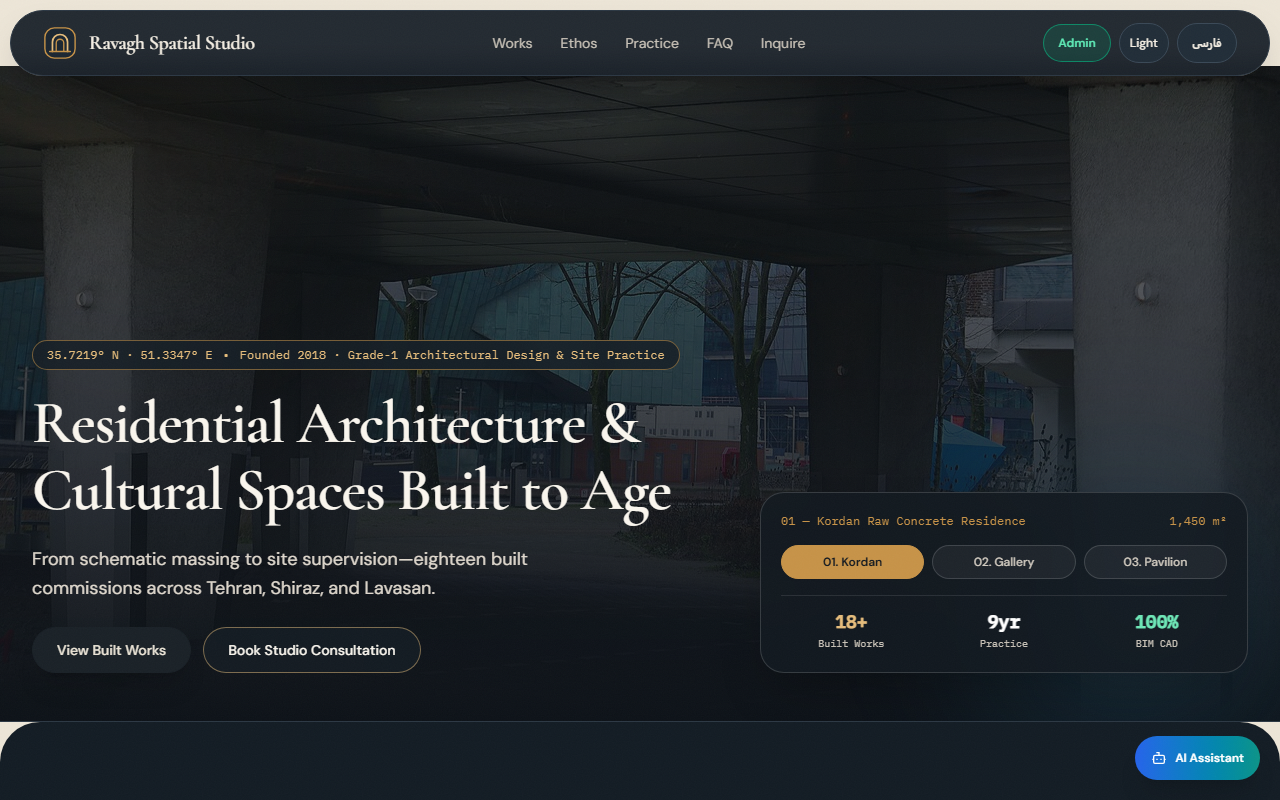 Ravagh Spatial Studio
Works
Ethos
Practice
FAQ
Inquire
Admin
Light
فارسی
35.7219° N · 51.3347° E • Founded 2018 · Grade-1 Architectural Design & Site Practice
Residential Architecture &
Cultural Spaces Built to Age
From schematic massing to site supervision—eighteen built
commissions across Tehran, Shiraz, and Lavasan.
View Built Works
Book Studio Consultation
01 — Kordan Raw Concrete Residence
1,450 m²
01. Kordan
02. Gallery
03. Pavilion
18+
Built Works
9yr
Practice
100%
BIM CAD
AI Assistant